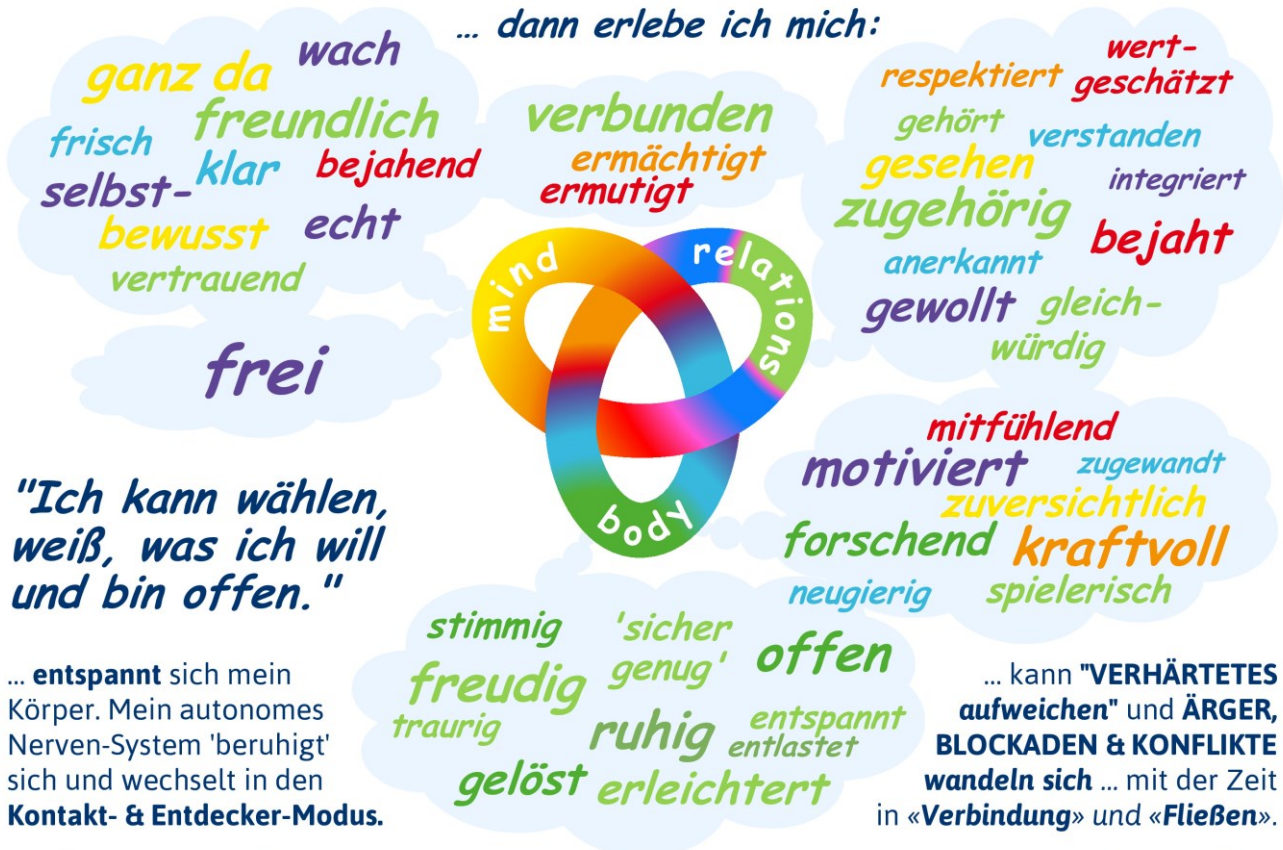 ... dann erlebe ich mich:
ganz da
wach
freundlich
frisch
klar
bejahend
selbst-
bewusst
echt
vertrauend
frei
verbunden
ermächtigt
ermutigt
wert-
geschätzt
respektiert
gehört
verstanden
gesehen
integriert
zugehörig
bejaht
anerkannt
gewollt
gleich-
würdig
mind
relations
body
mitfühlend
motiviert
zugewandt
zuversichtlich
forschend
kraftvoll
neugierig
spielerisch
"Ich kann wählen,
weiß, was ich will
und bin offen."
stimmig
'sicher
genug'
offen
freudig
traurig
ruhig
entspannt
entlastet
gelöst
erleichtert
... entspannt sich mein
Körper. Mein autonomes
Nerven-System 'beruhigt'
sich und wechselt in den
Kontakt- & Entdecker-Modus.
... kann "VERHÄRTETES
aufweichen" und ÄRGER,
BLOCKADEN & KONFLIKTE
wandeln sich ... mit der Zeit
in «Verbindung» und «Fließen».